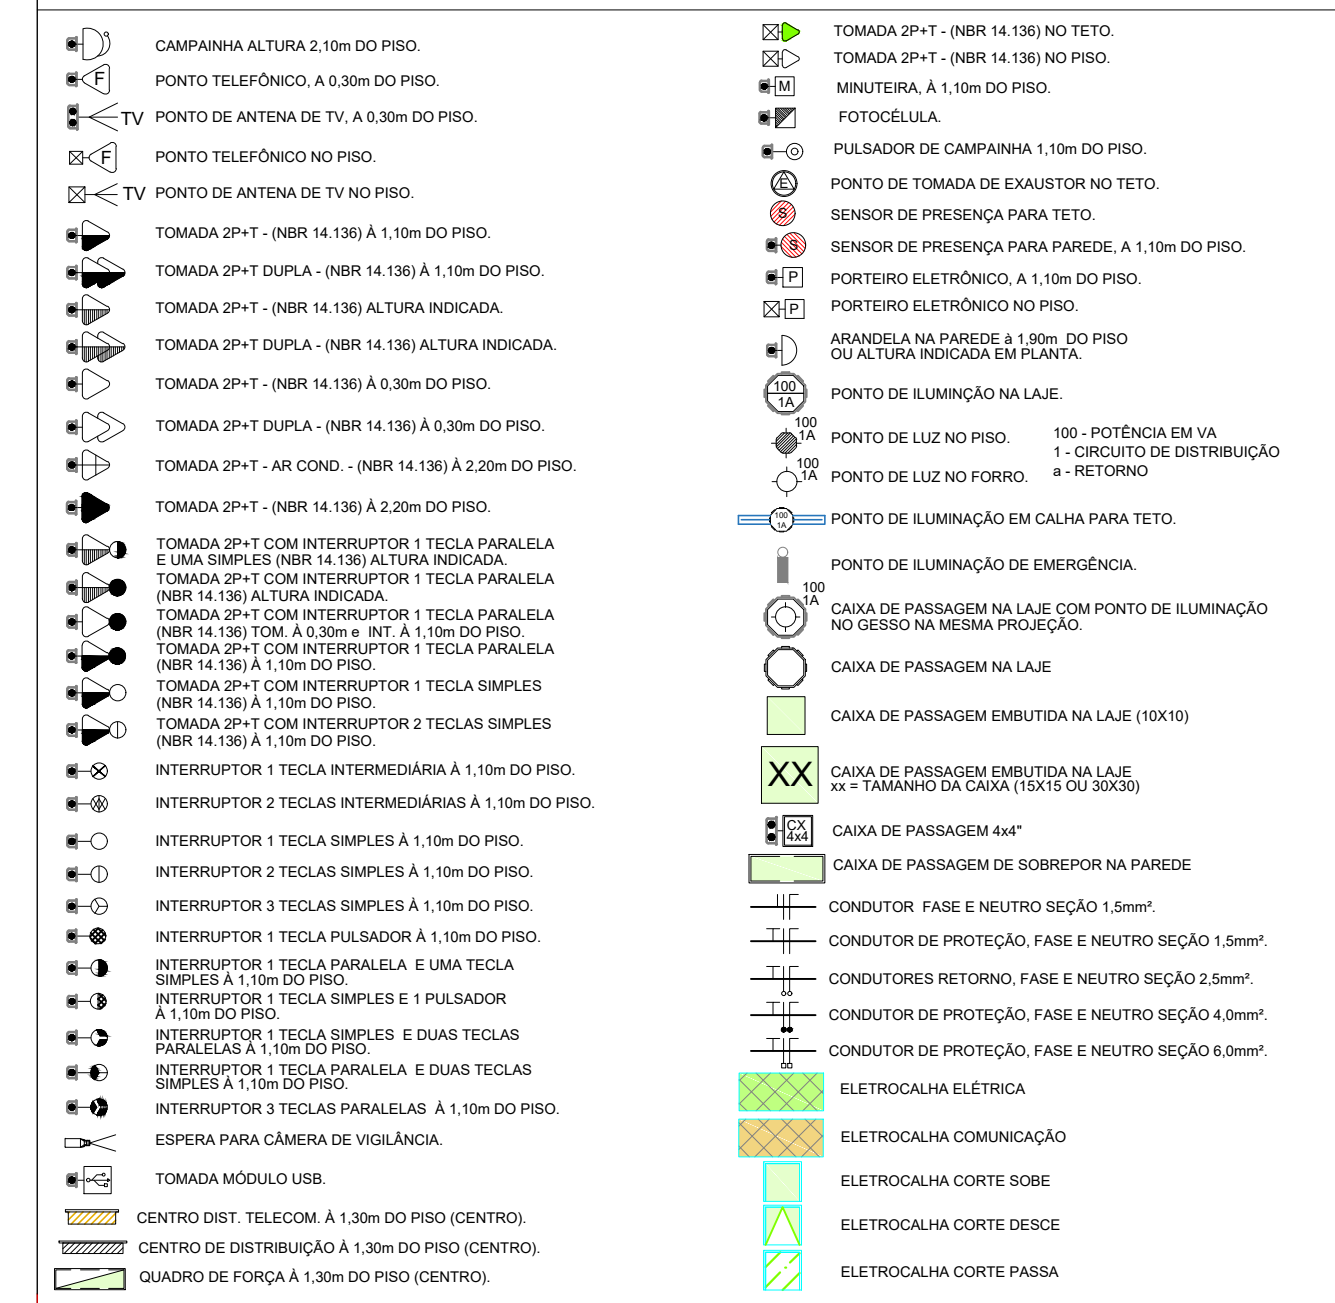 CAMPAINHA ALTURA 2,10m DO PISO.
F
PONTO TELEFÔNICO, A 0,30m DO PISO.
TV
PONTO DE ANTENA DE TV, A 0,30m DO PISO.
F
PONTO TELEFÔNICO NO PISO.
TV
PONTO DE ANTENA DE TV NO PISO.
TOMADA 2P+T - (NBR 14.136) À 1,10m DO PISO.
TOMADA 2P+T DUPLA - (NBR 14.136) À 1,10m DO PISO.
TOMADA 2P+T - (NBR 14.136) ALTURA INDICADA.
TOMADA 2P+T DUPLA - (NBR 14.136) ALTURA INDICADA.
TOMADA 2P+T - (NBR 14.136) À 0,30m DO PISO.
TOMADA 2P+T DUPLA - (NBR 14.136) À 0,30m DO PISO.
TOMADA 2P+T - AR COND. - (NBR 14.136) À 2,20m DO PISO.
TOMADA 2P+T - (NBR 14.136) À 2,20m DO PISO.
TOMADA 2P+T COM INTERRUPTOR 1 TECLA PARALELA
E UMA SIMPLES (NBR 14.136) ALTURA INDICADA.
TOMADA 2P+T COM INTERRUPTOR 1 TECLA PARALELA
(NBR 14.136) ALTURA INDICADA.
TOMADA 2P+T COM INTERRUPTOR 1 TECLA PARALELA
(NBR 14.136) TOM. À 0,30m e INT. À 1,10m DO PISO.
TOMADA 2P+T COM INTERRUPTOR 1 TECLA PARALELA
(NBR 14.136) À 1,10m DO PISO.
TOMADA 2P+T COM INTERRUPTOR 1 TECLA SIMPLES
(NBR 14.136) À 1,10m DO PISO.
TOMADA 2P+T COM INTERRUPTOR 2 TECLAS SIMPLES
(NBR 14.136) À 1,10m DO PISO.
INTERRUPTOR 1 TECLA INTERMEDIÁRIA À 1,10m DO PISO.
INTERRUPTOR 2 TECLAS INTERMEDIÁRIAS À 1,10m DO PISO.
INTERRUPTOR 1 TECLA SIMPLES À 1,10m DO PISO.
INTERRUPTOR 2 TECLAS SIMPLES À 1,10m DO PISO.
INTERRUPTOR 3 TECLAS SIMPLES À 1,10m DO PISO.
INTERRUPTOR 1 TECLA PULSADOR À 1,10m DO PISO.
INTERRUPTOR 1 TECLA PARALELA E UMA TECLA
SIMPLES À 1,10m DO PISO.
INTERRUPTOR 1 TECLA SIMPLES E 1 PULSADOR
À 1,10m DO PISO.
INTERRUPTOR 1 TECLA SIMPLES E DUAS TECLAS
PARALELAS À 1,10m DO PISO.
INTERRUPTOR 1 TECLA PARALELA E DUAS TECLAS
SIMPLES À 1,10m DO PISO.
INTERRUPTOR 3 TECLAS PARALELAS À 1,10m DO PISO.
ESPERA PARA CÂMERA DE VIGILÂNCIA.
TOMADA MÓDULO USB.
CENTRO DIST. TELECOM. À 1,30m DO PISO (CENTRO).
CENTRO DE DISTRIBUIÇÃO À 1,30m DO PISO (CENTRO).
QUADRO DE FORÇA À 1,30m DO PISO (CENTRO).
TOMADA 2P+T - (NBR 14.136) NO TETO.
TOMADA 2P+T - (NBR 14.136) NO PISO.
M
MINUTEIRA, À 1,10m DO PISO.
FOTOCÉLULA.
PULSADOR DE CAMPAINHA 1,10m DO PISO.
E
PONTO DE TOMADA DE EXAUSTOR NO TETO.
S
SENSOR DE PRESENÇA PARA TETO.
S
SENSOR DE PRESENÇA PARA PAREDE, A 1,10m DO PISO.
P
PORTEIRO ELETRÔNICO, A 1,10m DO PISO.
P
PORTEIRO ELETRÔNICO NO PISO.
ARANDELA NA PAREDE à 1,90m DO PISO
OU ALTURA INDICADA EM PLANTA.
100
1A
PONTO DE ILUMINÇÃO NA LAJE.
100
1A
PONTO DE LUZ NO PISO.
100
1A
PONTO DE LUZ NO FORRO.
100 - POTÊNCIA EM VA
1 - CIRCUITO DE DISTRIBUIÇÃO
a - RETORNO
100
1A
PONTO DE ILUMINAÇÃO EM CALHA PARA TETO.
PONTO DE ILUMINAÇÃO DE EMERGÊNCIA.
100
1A
CAIXA DE PASSAGEM NA LAJE COM PONTO DE ILUMINAÇÃO
NO GESSO NA MESMA PROJEÇÃO.
CAIXA DE PASSAGEM NA LAJE
CAIXA DE PASSAGEM EMBUTIDA NA LAJE (10X10)
XX
CAIXA DE PASSAGEM EMBUTIDA NA LAJE
xx = TAMANHO DA CAIXA (15X15 OU 30X30)
CX
4x4
CAIXA DE PASSAGEM 4x4"
CAIXA DE PASSAGEM DE SOBREPOR NA PAREDE
CONDUTOR FASE E NEUTRO SEÇÃO 1,5mm².
CONDUTOR DE PROTEÇÃO, FASE E NEUTRO SEÇÃO 1,5mm².
CONDUTORES RETORNO, FASE E NEUTRO SEÇÃO 2,5mm².
CONDUTOR DE PROTEÇÃO, FASE E NEUTRO SEÇÃO 4,0mm².
CONDUTOR DE PROTEÇÃO, FASE E NEUTRO SEÇÃO 6,0mm².
ELETROCALHA ELÉTRICA
ELETROCALHA COMUNICAÇÃO
ELETROCALHA CORTE SOBE
ELETROCALHA CORTE DESCE
ELETROCALHA CORTE PASSA